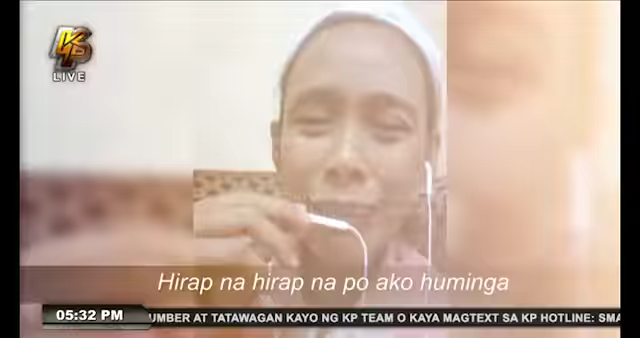 KP
LIVE
Hirap na hirap na po ako huminga
05:32 PM
UMBER AT TATAWAGAN KAYO NG KP TEAM O KAYA MAGTEXT SA KP HOTLINE: SMA